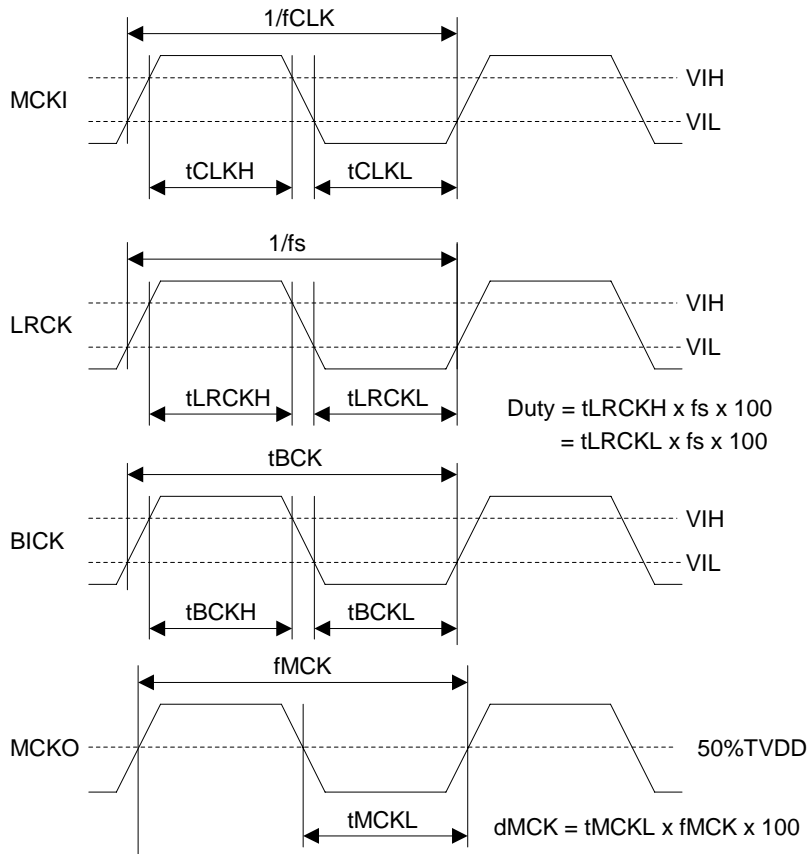 1/fCLK
MCKI
VIH
VIL
tCLKH
tCLKL
1/fs
LRCK
VIH
VIL
tLRCKH
tLRCKL
Duty = tLRCKH x fs x 100
= tLRCKL x fs x 100
tBCK
BICK
VIH
VIL
tBCKH
tBCKL
fMCK
MCKO
50%TVDD
tMCKL
dMCK = tMCKL x fMCK x 100